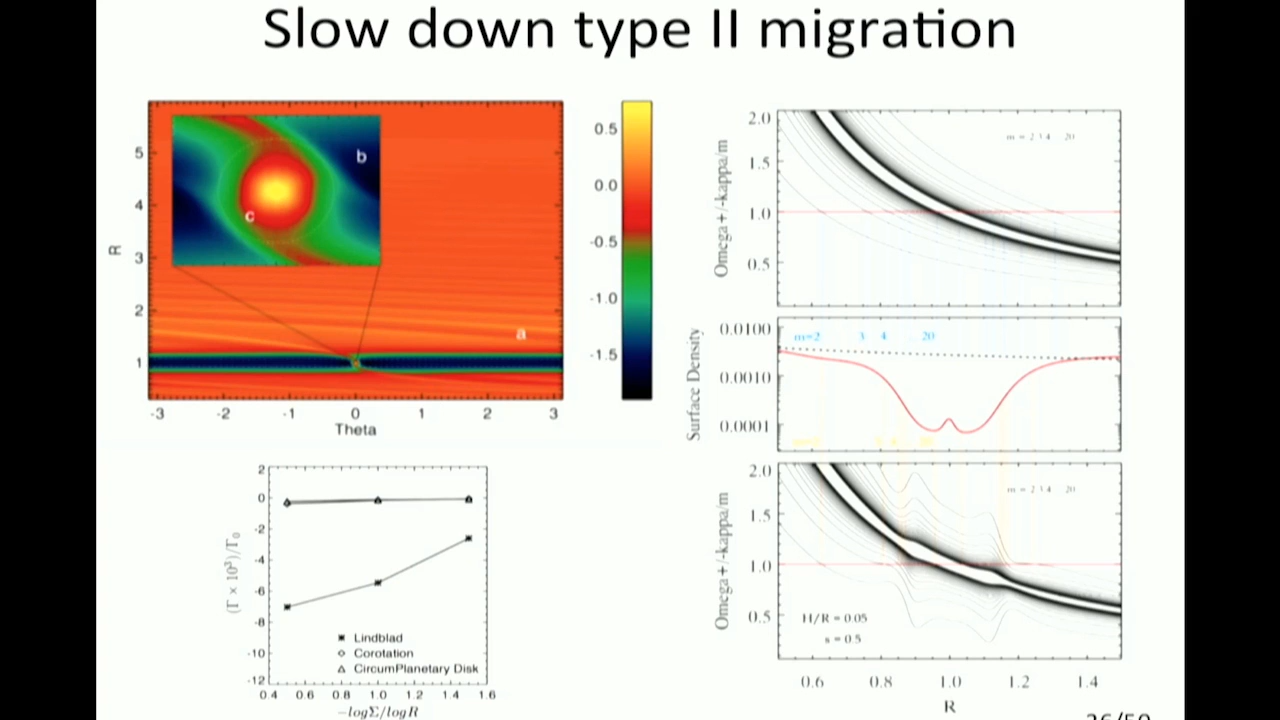 Slow down type II migration
b
c
a
5
4
3
2
1
R
-3
-2
-1
0
1
2
3
Theta
0.5
0.0
-0.5
-1.0
-1.5
2
0
-2
-4
-6
-8
-10
-12
(Γ × 10³)/Γ₀
Lindblad
Corotation
CircumPlanetary Disk
0.4 0.6 0.8 1.0 1.2 1.4 1.6
-logΣ/logR
2.0
1.5
1.0
0.5
Omega+/-kappa/m
m = 2 3 4 20
0.0100
0.0010
0.0001
Surface Density
m=2 3 4 20
2.0
1.5
1.0
0.5
Omega+/-kappa/m
m = 2 3 4 20
H/R = 0.05
s = 0.5
0.6 0.8 1.0 1.2 1.4
R